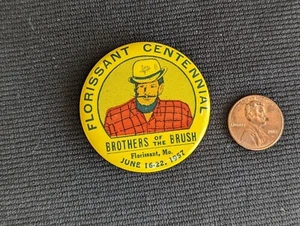 FLORISSANT CENTENNIAL
BROTHERS OF THE BRUSH
Florissant, Mo.
JUNE 16-22, 1957